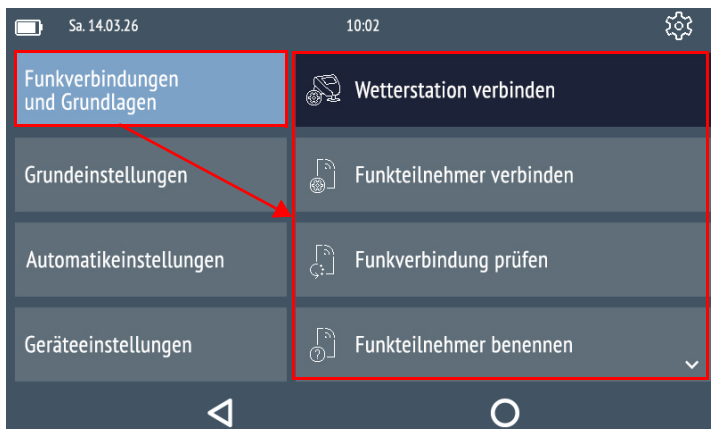 Sa. 14.03.26
10:02
Funkverbindungen
und Grundlagen
Wetterstation verbinden
Grundeinstellungen
Funkteilnehmer verbinden
Automatikeinstellungen
Funkverbindung prüfen
Geräteeinstellungen
Funkteilnehmer benennen